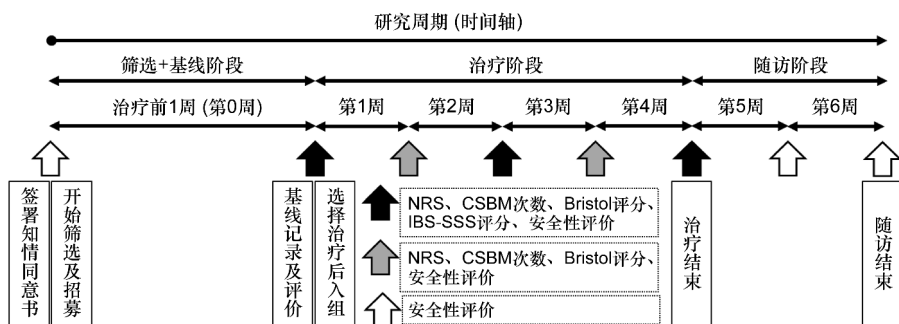 研究周期 (时间轴)
筛选+基线阶段
治疗阶段
随访阶段
治疗前1周 (第0周)
第1周
第2周
第3周
第4周
第5周
第6周
签署知情同意书
开始筛选及招募
基线记录及评价
选择治疗后入组
NRS、CSBM次数、Bristol评分、
IBS-SSS评分、安全性评价
NRS、CSBM次数、Bristol评分、
安全性评价
安全性评价
治疗结束
随访结束